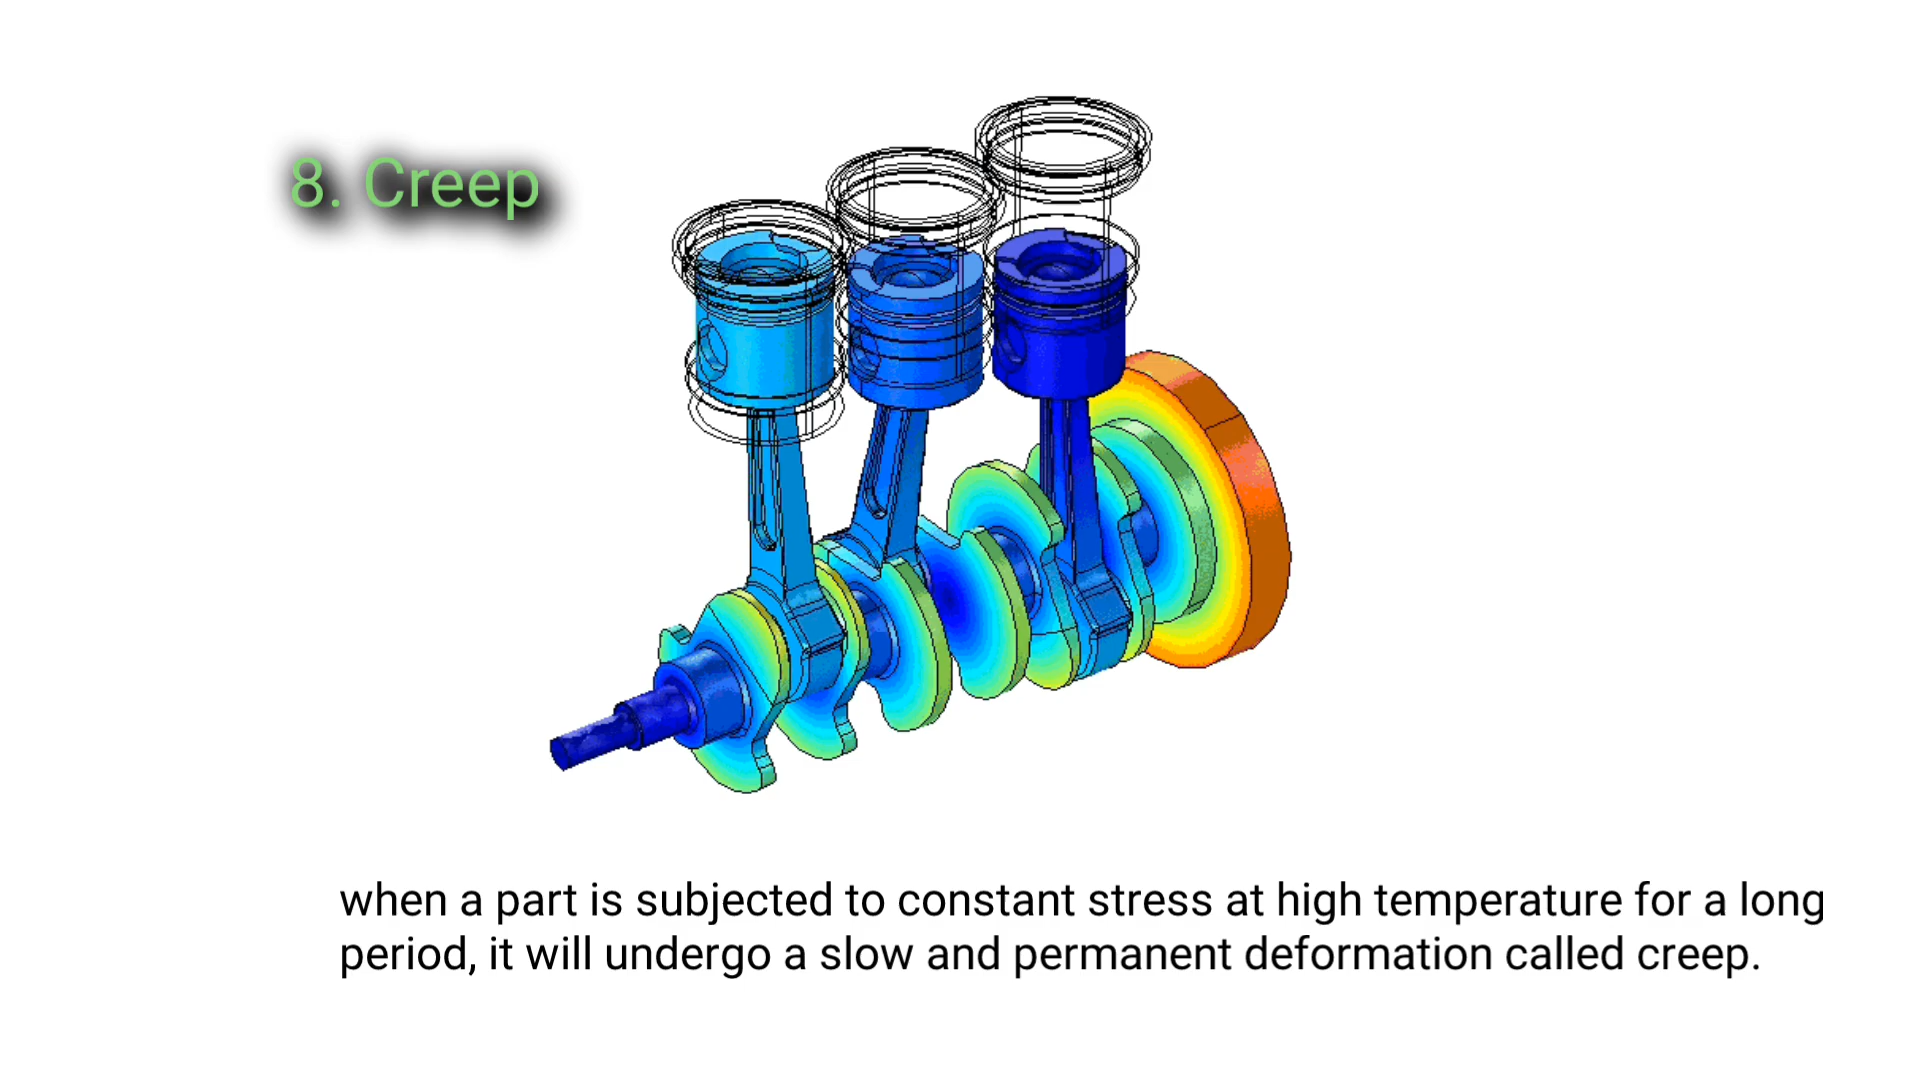 8. Creep
when a part is subjected to constant stress at high temperature for a long
period, it will undergo a slow and permanent deformation called creep.